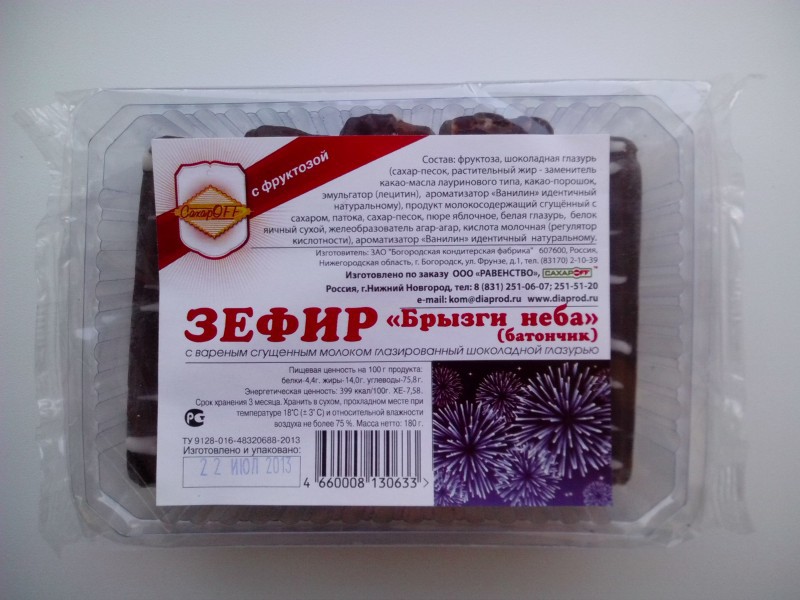 с фруктозой
СахарOFF
Состав: фруктоза, шоколадная глазурь
(сахар-песок, растительный жир - заменитель
какао-масла лауринового типа, какао-порошок,
эмульгатор (лецитин), ароматизатор «Ванилин» идентичный
натуральному), продукт молокосодержащий сгущённый с
сахаром, патока, сахар-песок, пюре яблочное, белая глазурь, белок
яичный сухой, желеобразователь агар-агар, кислота молочная (регулятор
кислотности), ароматизатор «Ванилин» идентичный натуральному.
Изготовитель: ЗАО "Богородская кондитерская фабрика" 607600, Россия,
Нижегородская область, г. Богородск, ул. Фрунзе, д.1, тел. (83170) 2-10-39
Изготовлено по заказу ООО «РАВЕНСТВО», САХАРOFF
Россия, г.Нижний Новгород, тел: 8 (831) 251-06-07; 251-51-20
e-mail: kom@diaprod.ru www.diaprod.ru
ЗЕФИР «Брызги неба»
(батончик)
с вареным сгущенным молоком глазированный шоколадной глазурью
Пищевая ценность на 100 г продукта:
белки-4,4г. жиры-14,0г. углеводы-75,8г.
Энергетическая ценность: 399 ккал/100г. ХЕ-7,58.
Срок хранения 3 месяца. Хранить в сухом, прохладном месте при
температуре 18°С (± 3° С) и относительной влажности
воздуха не более 75 %. Масса нетто: 180 г.
РСТ
ТУ 9128-016-48320688-2013
Изготовлено и упаковано:
22 ИЮЛ 2013
4 660008 130633 >